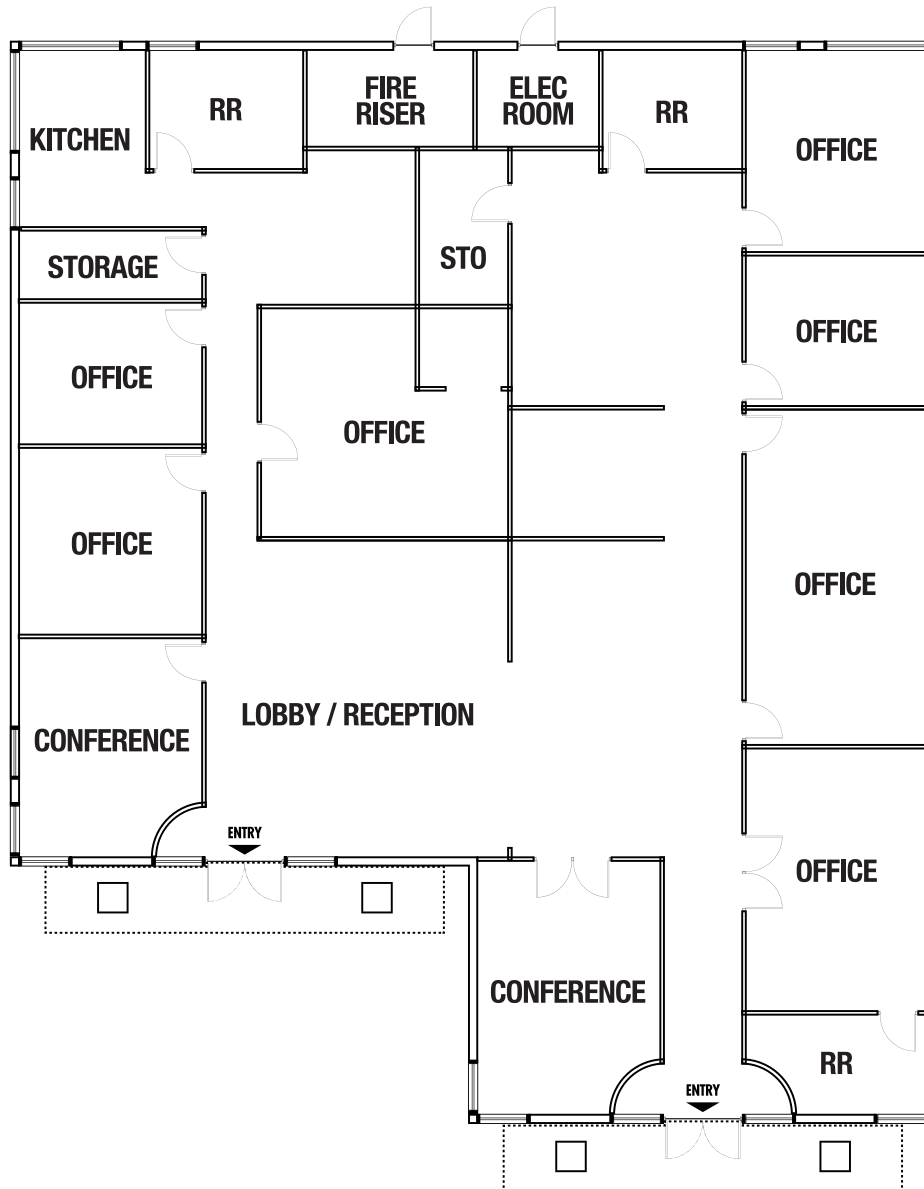 FIRE
RISER
ELEC
ROOM
RR
RR
KITCHEN
OFFICE
STORAGE
STO
OFFICE
OFFICE
OFFICE
OFFICE
OFFICE
LOBBY / RECEPTION
CONFERENCE
ENTRY
OFFICE
CONFERENCE
RR
ENTRY
OFFICE